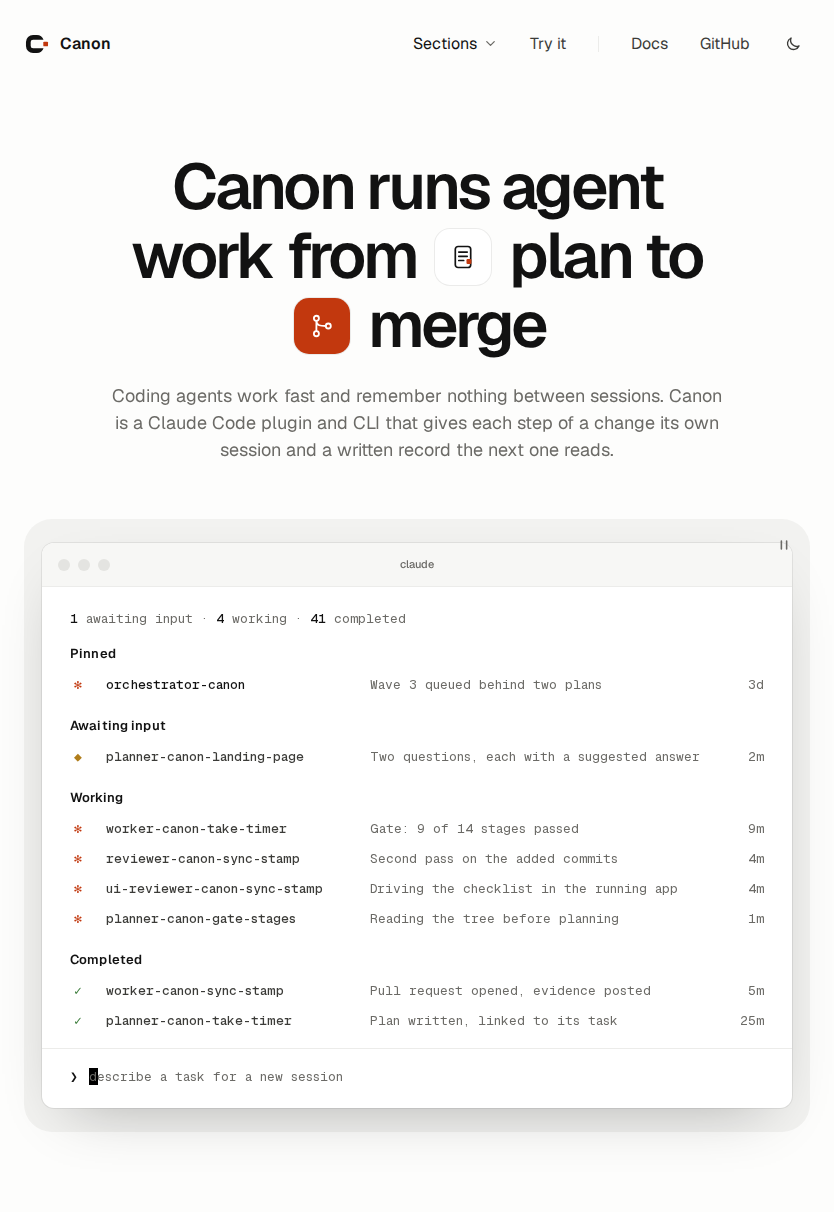 Canon
Sections
Try it
Docs
GitHub
Canon runs agent
work from plan to
merge
Coding agents work fast and remember nothing between sessions. Canon
is a Claude Code plugin and CLI that gives each step of a change its own
session and a written record the next one reads.
claude
1 awaiting input · 4 working · 41 completed
Pinned
✻ orchestrator-canon Wave 3 queued behind two plans 3d
Awaiting input
◆ planner-canon-landing-page Two questions, each with a suggested answer 2m
Working
✻ worker-canon-take-timer Gate: 9 of 14 stages passed 9m
✻ reviewer-canon-sync-stamp Second pass on the added commits 4m
✻ ui-reviewer-canon-sync-stamp Driving the checklist in the running app 4m
✻ planner-canon-gate-stages Reading the tree before planning 1m
Completed
✓ worker-canon-sync-stamp Pull request opened, evidence posted 5m
✓ planner-canon-take-timer Plan written, linked to its task 25m
❯ describe a task for a new session